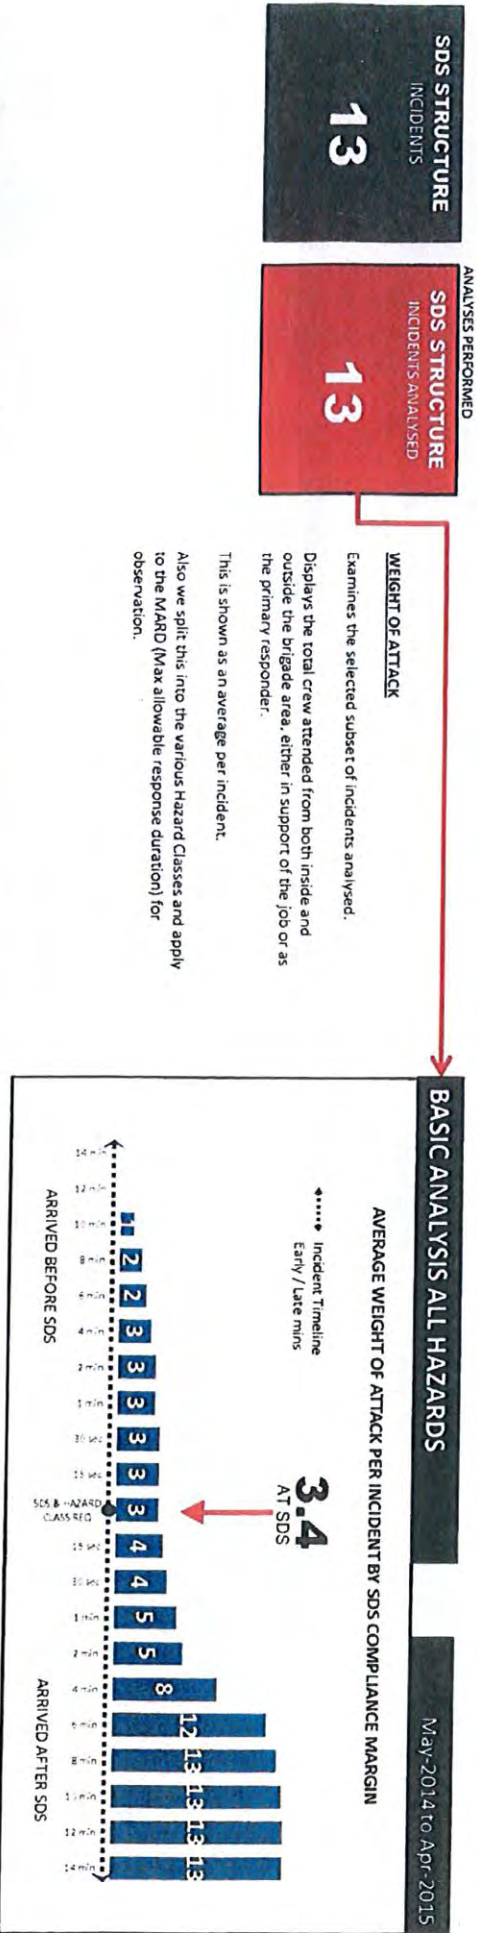 SDS STRUCTURE
INCIDENTS
13
ANALYSES PERFORMED
SDS STRUCTURE
INCIDENTS ANALYSED
13
WEIGHT OF ATTACK
Examines the selected subset of incidents analysed.
Displays the total crew attended from both inside and
outside the brigade area, either in support of the job or as
the primary responder.
This is shown as an average per incident.
Also we split this into the various Hazard Classes and apply
to the MARD (Max allowable response duration) for
observation.
BASIC ANALYSIS ALL HAZARDS
May-2014 to Apr-2015
AVERAGE WEIGHT OF ATTACK PER INCIDENT BY SDS COMPLIANCE MARGIN
Incident Timeline
Early / Late mins
3.4
AT SDS
1 2 2 3 3 3 3 3 3 4 4 5 5 8 12 13 13 13 13
14 min 12 min 10 min 8 min 6 min 4 min 2 min 1 min 30 sec 15 sec SDS & HAZARD 15 sec 30 sec 1 min 2 min 4 min 6 min 8 min 10 min 12 min 14 min
CLASS REQ
ARRIVED BEFORE SDS
ARRIVED AFTER SDS